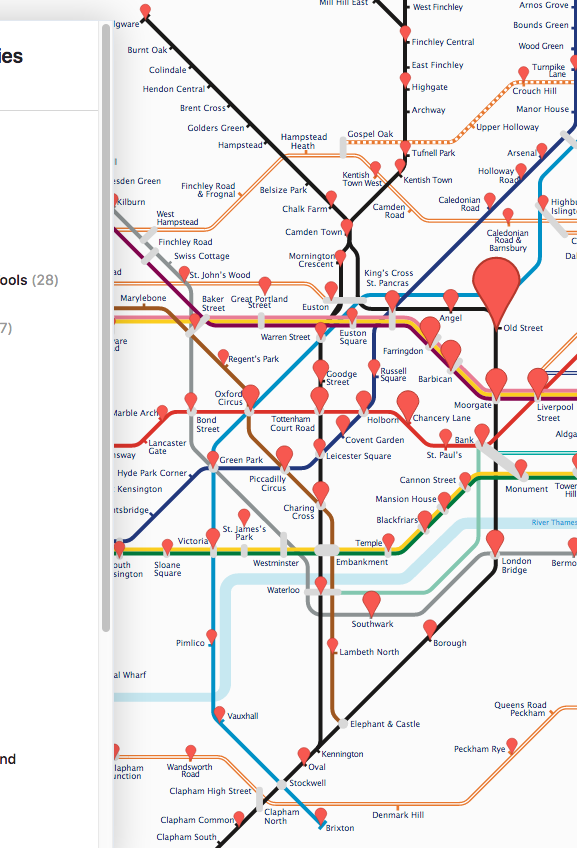 ies
ools (28)
7)
nd
Mill Hill East
West Finchley
Arnos Grove
Bounds Green
Wood Green
dgware
Burnt Oak
Colindale
Hendon Central
Brent Cross
Golders Green
Hampstead
Finchley Central
East Finchley
Highgate
Archway
Turnpike
Lane
Crouch Hill
Manor House
Upper Holloway
Gospel Oak
Hampstead
Heath
Tufnell Park
Kentish Town
Kentish
Town West
Arsenal
Holloway
Road
Caledonian
Road
Highbu
Islingto
Caledonian
Road &
Barnsbury
Camden
Road
Belsize Park
Chalk Farm
Camden Town
Mornington
Crescent
Finchley Road
& Frognal
esden Green
Kilburn
West
Hampstead
Finchley Road
Swiss Cottage
St. John's Wood
ad
Marylebone
Baker
Street
Great Portland
Street
Euston
King's Cross
St. Pancras
Angel
Old Street
Warren Street
Euston
Square
Farringdon
Barbican
Moorgate
Liverpool
Street
Regent's Park
Goodge
Street
Russell
Square
Oxford
Circus
Marble Arch
Bond
Street
Tottenham
Court Road
Holborn
Chancery Lane
Lancaster
Gate
nsway
Covent Garden
St. Paul's
Bank
Aldga
Leicester Square
Green Park
Hyde Park Corner
Kensington
ntsbridge
Piccadilly
Circus
Cannon Street
Mansion House
Blackfriars
Monument
Tower
Hill
Charing
Cross
St. James's
Park
Victoria
Temple
River Thames
outh
sington
Sloane
Square
Westminster
Embankment
London
Bridge
Bermo
Waterloo
Southwark
Pimlico
Lambeth North
Borough
al Wharf
Vauxhall
Elephant & Castle
Queens Road
Peckham
Peckham Rye
Kennington
Oval
Stockwell
lapham
unction
Wandsworth
Road
Clapham High Street
Clapham
North
Denmark Hill
Clapham Common
Brixton
Clapham South